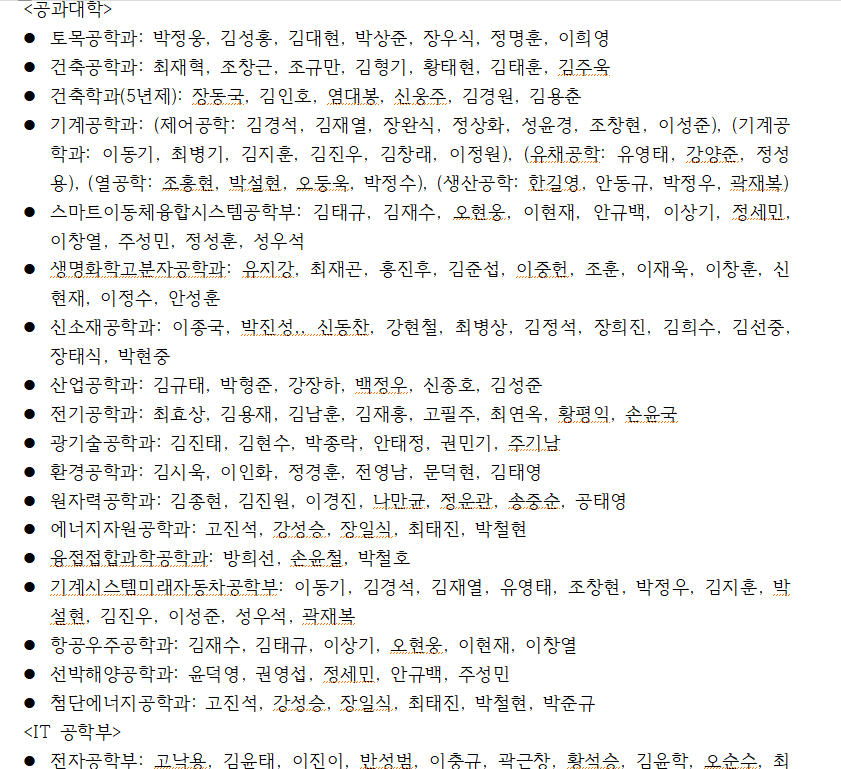 <공과대학>
● 토목공학과: 박정웅, 김성홍, 김대현, 박상준, 장우식, 정명훈, 이희영
● 건축공학과: 최재혁, 조창근, 조규만, 김형기, 황태현, 김태훈, 김주욱
● 건축학과(5년제): 장동국, 김인호, 염대봉, 신웅주, 김경원, 김용춘
● 기계공학과: (제어공학: 김경석, 김재열, 장완식, 정상화, 성윤경, 조창현, 이성준), (기계공
학과: 이동기, 최병기, 김지훈, 김진우, 김창래, 이정원), (유채공학: 유영태, 강양준, 정성
용), (열공학: 조홍현, 박설현, 오동욱, 박정수), (생산공학: 한길영, 안동규, 박정우, 곽재복)
● 스마트이동체융합시스템공학부: 김태규, 김재수, 오현웅, 이현재, 안규백, 이상기, 정세민,
이창열, 주성민, 정성훈, 성우석
● 생명화학고분자공학과: 유지강, 최재곤, 홍진후, 김준섭, 이중헌, 조훈, 이재욱, 이창훈, 신
현재, 이정수, 안성훈
● 신소재공학과: 이종국, 박진성,, 신동찬, 강현철, 최병상, 김정석, 장희진, 김희수, 김선중,
장태식, 박현중
● 산업공학과: 김규태, 박형준, 강장하, 백정우, 신종호, 김성준
● 전기공학과: 최효상, 김용재, 김남훈, 김재홍, 고필주, 최연옥, 황평익, 손윤국
● 광기술공학과: 김진태, 김현수, 박종락, 안태정, 권민기, 주기남
● 환경공학과: 김시욱, 이인화, 정경훈, 전영남, 문덕현, 김태영
● 원자력공학과: 김종현, 김진원, 이경진, 나만균, 정운관, 송중순, 공태영
● 에너지자원공학과: 고진석, 강성승, 장일식, 최태진, 박철현
● 융접접합과학공학과: 방희선, 손윤철, 박철호
● 기계시스템미래자동차공학부: 이동기, 김경석, 김재열, 유영태, 조창현, 박정우, 김지훈, 박
설현, 김진우, 이성준, 성우석, 곽재복
● 항공우주공학과: 김재수, 김태규, 이상기, 오현웅, 이현재, 이창열
● 선박해양공학과: 윤덕영, 권영섭, 정세민, 안규백, 주성민
● 첨단에너지공학과: 고진석, 강성승, 장일식, 최태진, 박철현, 박준규
<IT 공학부>
● 전자공학부: 고낙용, 김윤태, 이진이, 반성범, 이충규, 곽근창, 황석승, 김윤학, 오순수, 최